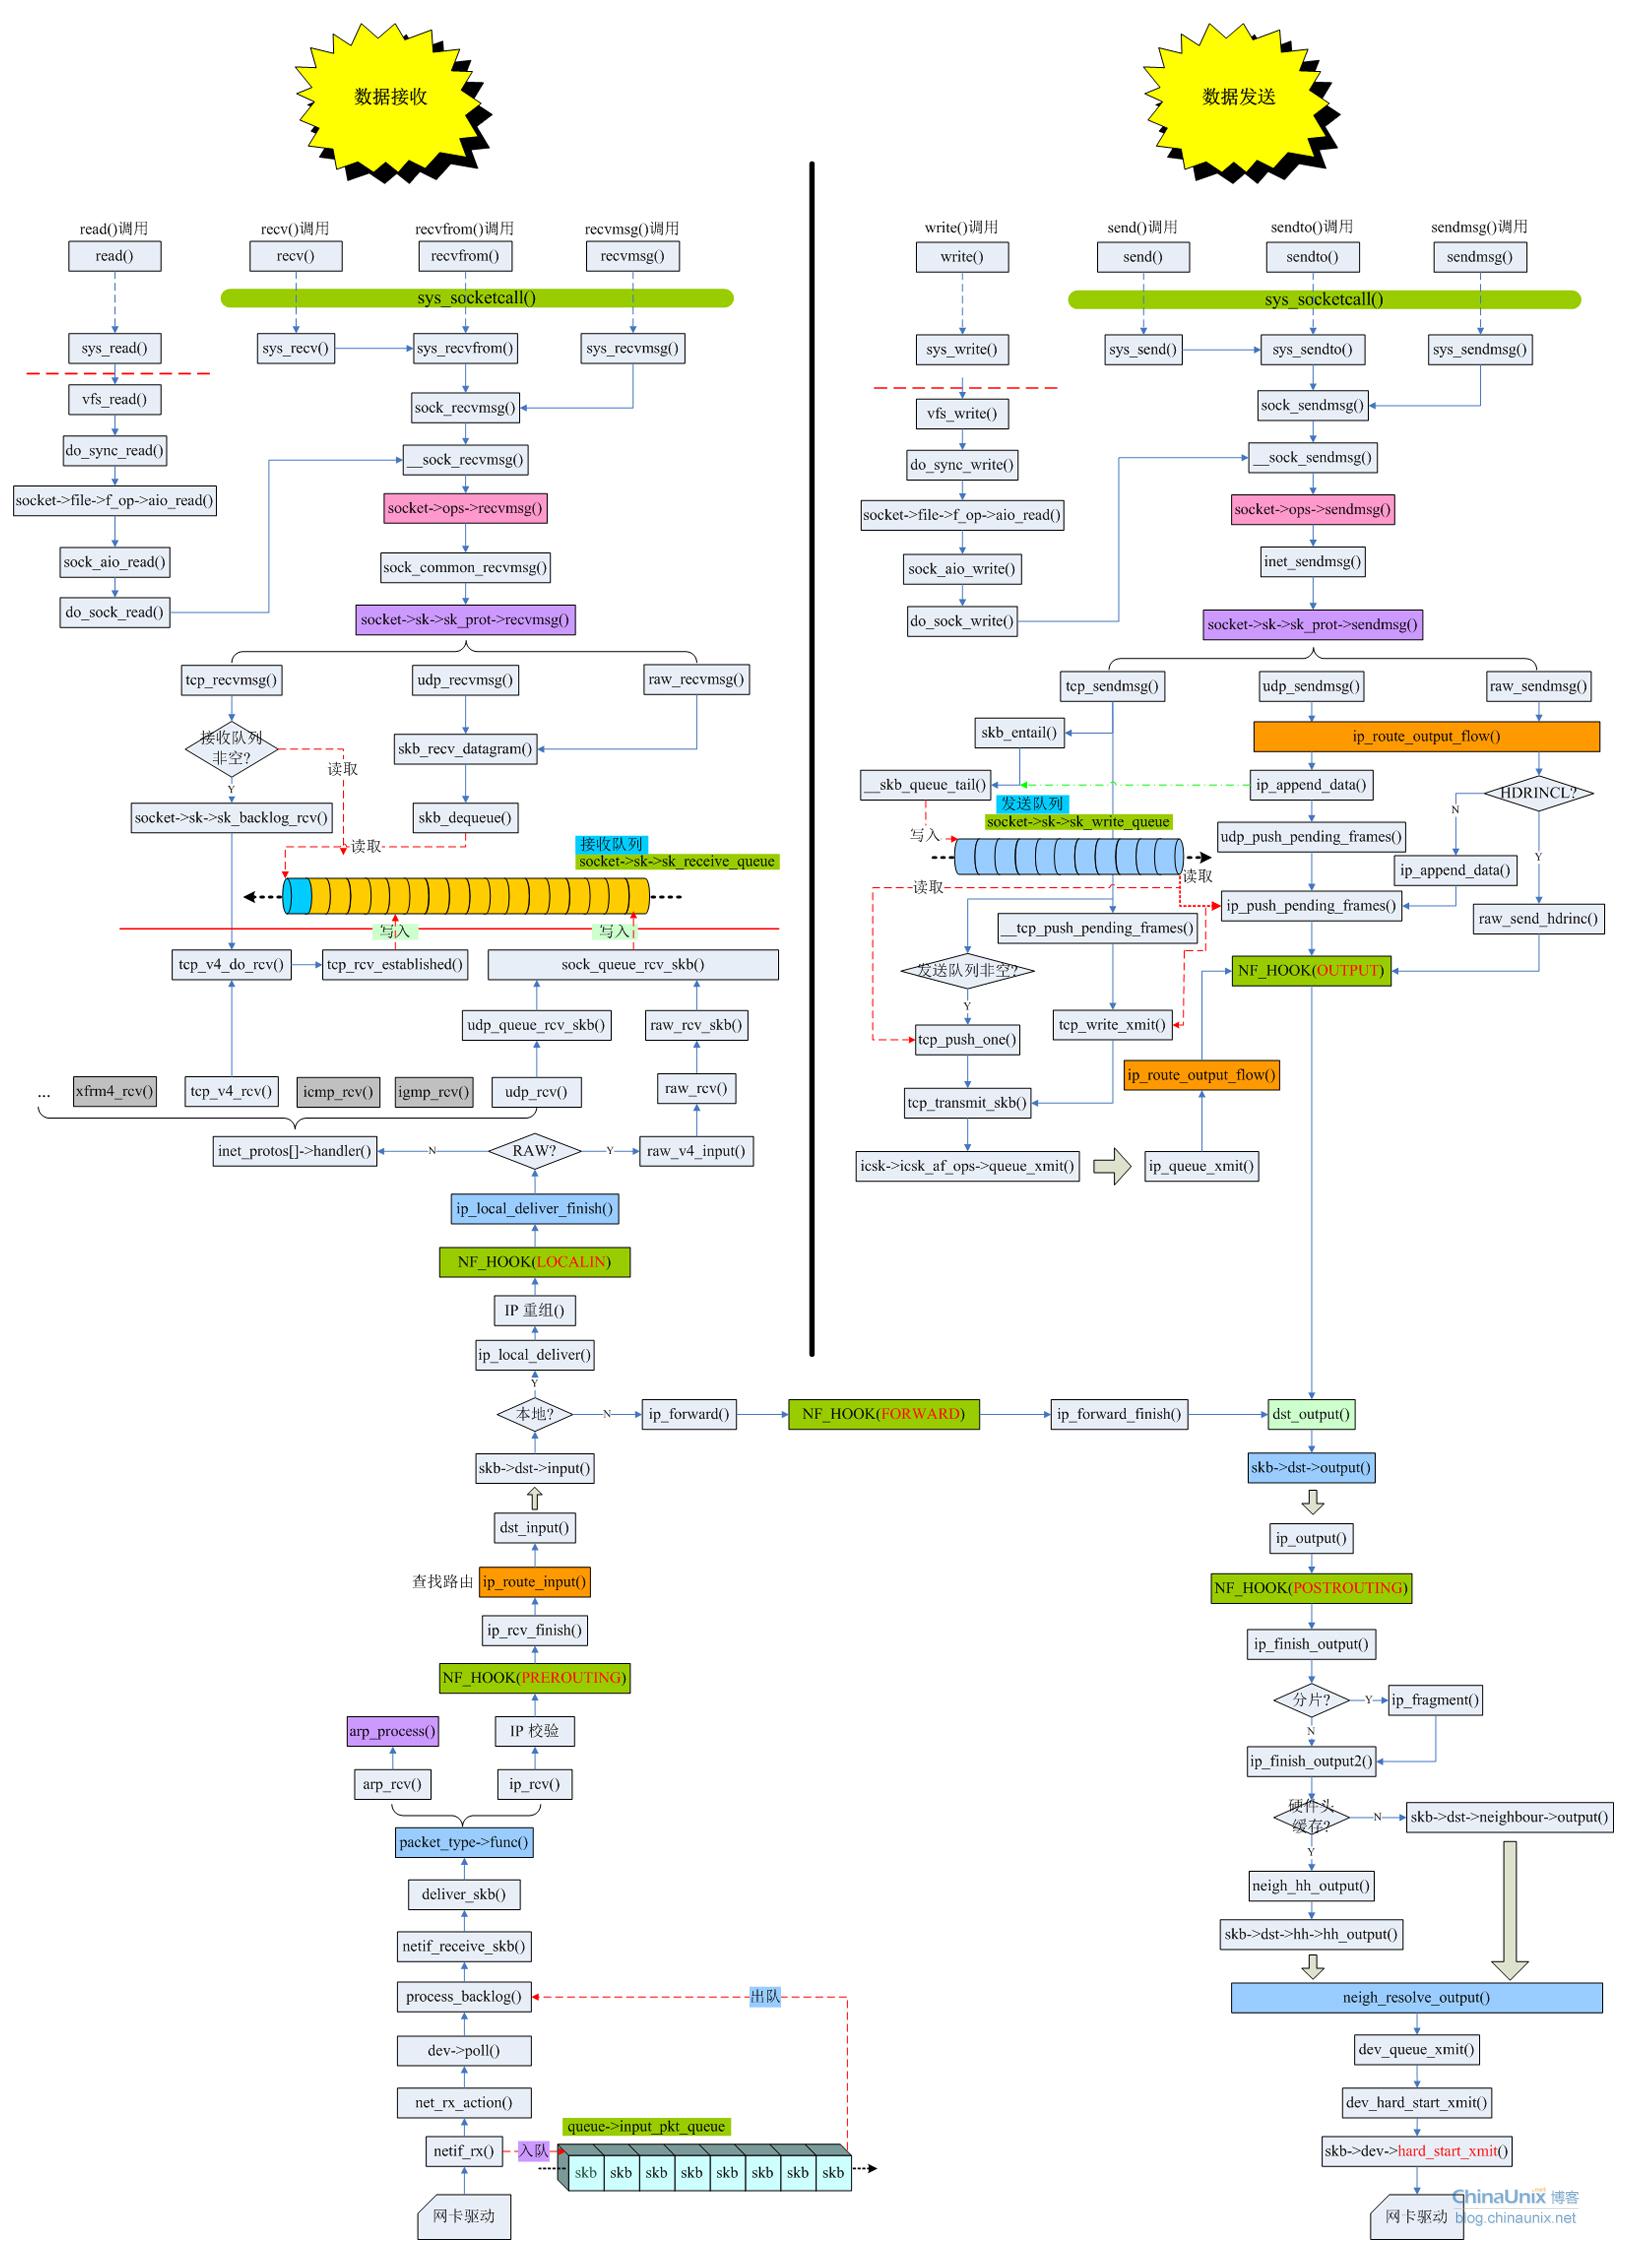 数据接收
数据发送
read()调用
recv()调用
recvfrom()调用
recvmsg()调用
read()
recv()
recvfrom()
recvmsg()
sys_socketcall()
sys_read()
sys_recv()
sys_recvfrom()
sys_recvmsg()
vfs_read()
sock_recvmsg()
do_sync_read()
__sock_recvmsg()
socket->file->f_op->aio_read()
socket->ops->recvmsg()
sock_aio_read()
sock_common_recvmsg()
do_sock_read()
socket->sk->sk_prot->recvmsg()
tcp_recvmsg()
udp_recvmsg()
raw_recvmsg()
接收队列
非空?
读取
skb_recv_datagram()
Y
socket->sk->sk_backlog_rcv()
skb_dequeue()
读取
接收队列
socket->sk->sk_receive_queue
写入
写入
tcp_v4_do_rcv()
tcp_rcv_established()
sock_queue_rcv_skb()
udp_queue_rcv_skb()
raw_rcv_skb()
...
xfrm4_rcv()
tcp_v4_rcv()
icmp_rcv()
igmp_rcv()
udp_rcv()
raw_rcv()
inet_protos[]->handler()
N
RAW?
Y
raw_v4_input()
ip_local_deliver_finish()
NF_HOOK(LOCALIN)
IP 重组()
ip_local_deliver()
Y
本地?
N
ip_forward()
NF_HOOK(FORWARD)
ip_forward_finish()
skb->dst->input()
dst_input()
查找路由
ip_route_input()
ip_rcv_finish()
NF_HOOK(PREROUTING)
arp_process()
IP 校验
arp_rcv()
ip_rcv()
packet_type->func()
deliver_skb()
netif_receive_skb()
process_backlog()
出队
dev->poll()
net_rx_action()
queue->input_pkt_queue
netif_rx()
入队
skb
skb
skb
skb
skb
skb
skb
skb
网卡驱动
write()调用
send()调用
sendto()调用
sendmsg()调用
write()
send()
sendto()
sendmsg()
sys_socketcall()
sys_write()
sys_send()
sys_sendto()
sys_sendmsg()
vfs_write()
sock_sendmsg()
do_sync_write()
__sock_sendmsg()
socket->file->f_op->aio_read()
socket->ops->sendmsg()
sock_aio_write()
inet_sendmsg()
do_sock_write()
socket->sk->sk_prot->sendmsg()
tcp_sendmsg()
udp_sendmsg()
raw_sendmsg()
skb_entail()
ip_route_output_flow()
__skb_queue_tail()
ip_append_data()
HDRINCL?
发送队列
socket->sk->sk_write_queue
N
写入
udp_push_pending_frames()
Y
ip_append_data()
读取
读取
ip_push_pending_frames()
raw_send_hdrinc()
__tcp_push_pending_frames()
发送队列非空?
NF_HOOK(OUTPUT)
Y
tcp_push_one()
tcp_write_xmit()
ip_route_output_flow()
tcp_transmit_skb()
icsk->icsk_af_ops->queue_xmit()
ip_queue_xmit()
dst_output()
skb->dst->output()
ip_output()
NF_HOOK(POSTROUTING)
ip_finish_output()
分片?
Y
ip_fragment()
N
ip_finish_output2()
硬件头
缓存?
N
skb->dst->neighbour->output()
Y
neigh_hh_output()
skb->dst->hh->hh_output()
neigh_resolve_output()
dev_queue_xmit()
dev_hard_start_xmit()
skb->dev->hard_start_xmit()
网卡驱动
ChinaUnix.net 博客
blog.chinaunix.net